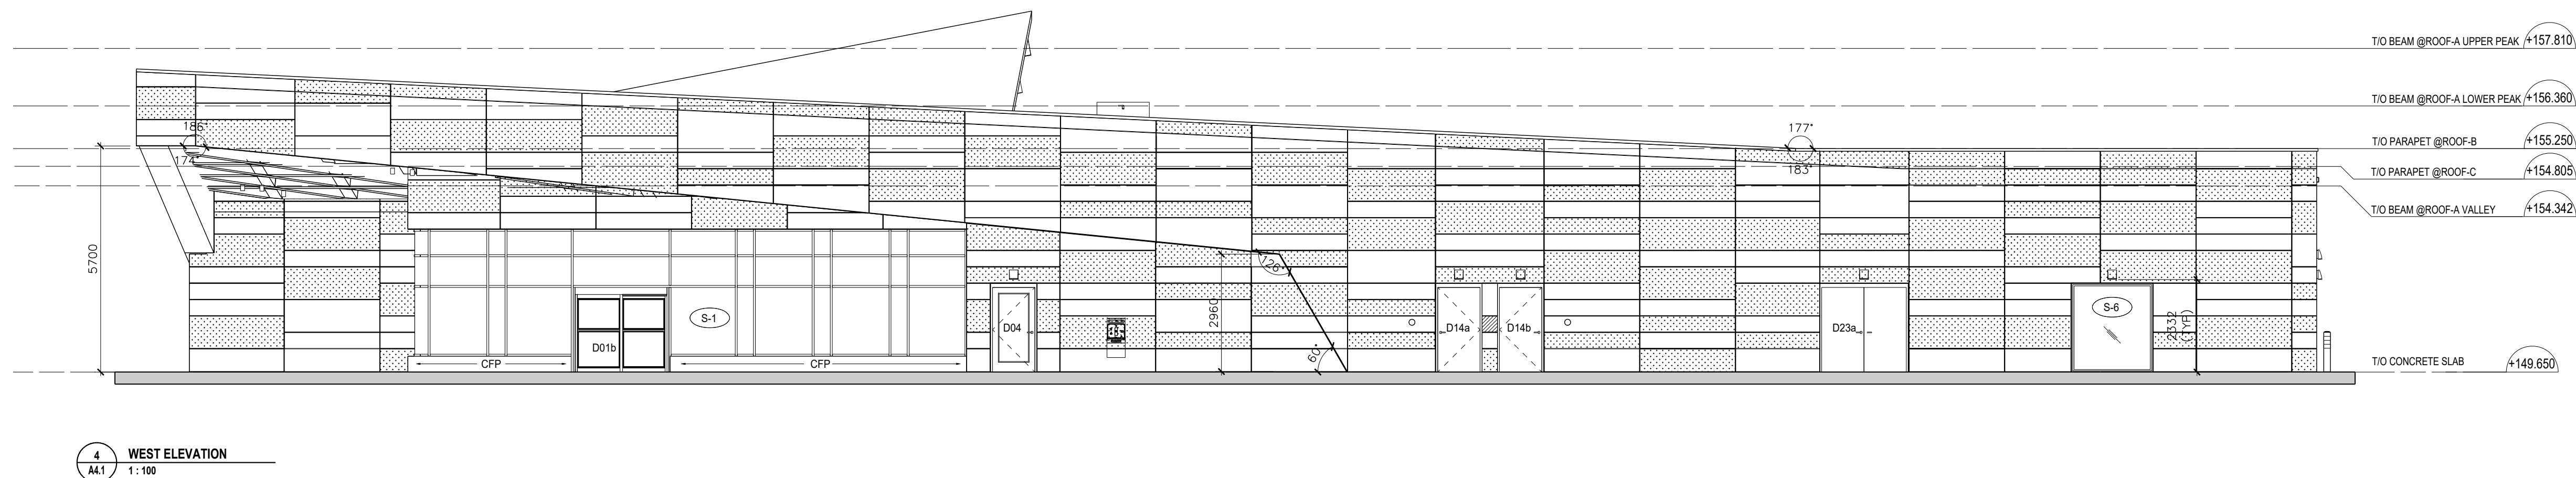 T/O BEAM @ROOF-A UPPER PEAK +157.810
T/O BEAM @ROOF-A LOWER PEAK +156.360
T/O PARAPET @ROOF-B +155.250
T/O PARAPET @ROOF-C +154.805
T/O BEAM @ROOF-A VALLEY +154.342
T/O CONCRETE SLAB +149.650
186°
174°
177°
183°
5700
2960
126°
60°
2332
(TYP.)
S-1
D01b
CFP
CFP
D04
D14a
D14b
D23a
S-6
4
A4.1
WEST ELEVATION
1 : 100